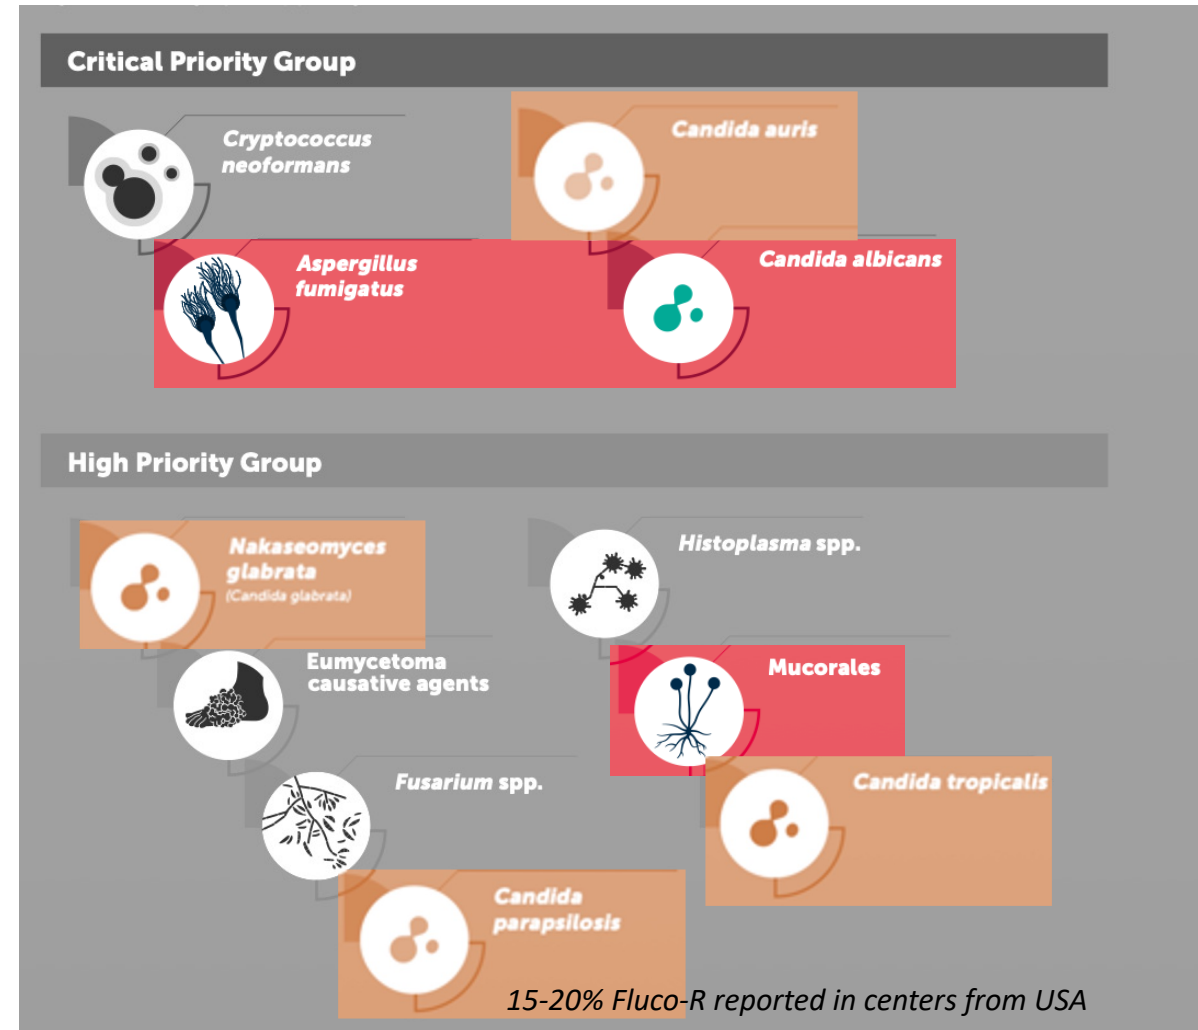 Critical Priority Group
Cryptococcus
neoformans
Candida auris
Aspergillus
fumigatus
Candida albicans
High Priority Group
Nakaseomyces
glabrata
(Candida glabrata)
Histoplasma spp.
Eumycetoma
causative agents
Mucorales
Fusarium spp.
Candida tropicalis
Candida
parapsilosis
15-20% Fluco-R reported in centers from USA